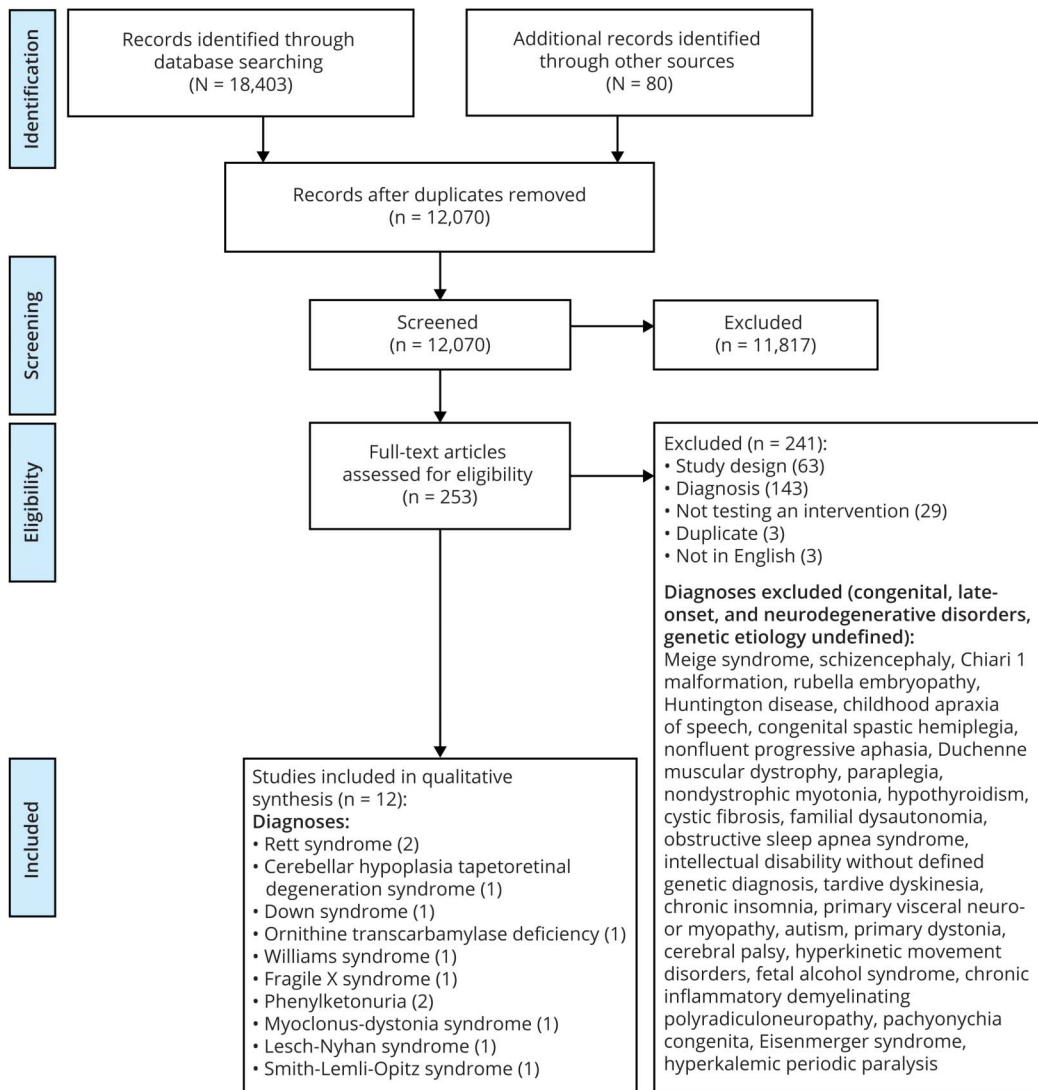 Identification
Records identified through
database searching
(N = 18,403)
Additional records identified
through other sources
(N = 80)
Records after duplicates removed
(n = 12,070)
Screening
Screened
(n = 12,070)
Excluded
(n = 11,817)
Eligibility
Full-text articles
assessed for eligibility
(n = 253)
Excluded (n = 241):
• Study design (63)
• Diagnosis (143)
• Not testing an intervention (29)
• Duplicate (3)
• Not in English (3)
Diagnoses excluded (congenital, late-
onset, and neurodegenerative disorders,
genetic etiology undefined):
Meige syndrome, schizencephaly, Chiari 1
malformation, rubella embryopathy,
Huntington disease, childhood apraxia
of speech, congenital spastic hemiplegia,
nonfluent progressive aphasia, Duchenne
muscular dystrophy, paraplegia,
nondystrophic myotonia, hypothyroidism,
cystic fibrosis, familial dysautonomia,
obstructive sleep apnea syndrome,
intellectual disability without defined
genetic diagnosis, tardive dyskinesia,
chronic insomnia, primary visceral neuro-
or myopathy, autism, primary dystonia,
cerebral palsy, hyperkinetic movement
disorders, fetal alcohol syndrome, chronic
inflammatory demyelinating
polyradiculoneuropathy, pachyonychia
congenita, Eisenmerger syndrome,
hyperkalemic periodic paralysis
Included
Studies included in qualitative
synthesis (n = 12):
Diagnoses:
• Rett syndrome (2)
• Cerebellar hypoplasia tapetoretinal
degeneration syndrome (1)
• Down syndrome (1)
• Ornithine transcarbamylase deficiency (1)
• Williams syndrome (1)
• Fragile X syndrome (1)
• Phenylketonuria (2)
• Myoclonus-dystonia syndrome (1)
• Lesch-Nyhan syndrome (1)
• Smith-Lemli-Opitz syndrome (1)